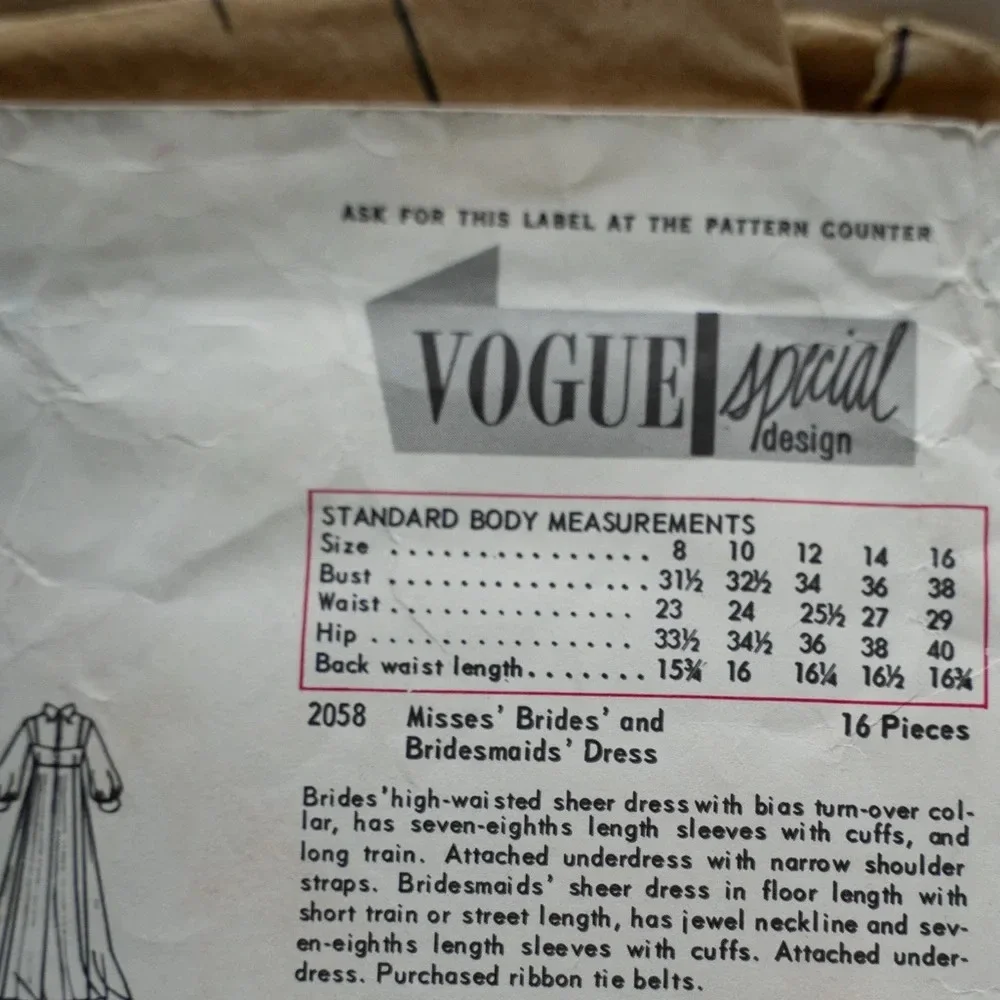 ASK FOR THIS LABEL AT THE PATTERN COUNTER
VOGUE special
design
STANDARD BODY MEASUREMENTS
Size . . . . . . . . . . . . . . . . 8 10 12 14 16
Bust . . . . . . . . . . . . . . . . 31½ 32½ 34 36 38
Waist . . . . . . . . . . . . . . . 23 24 25½ 27 29
Hip . . . . . . . . . . . . . . . . 33½ 34½ 36 38 40
Back waist length . . . . . . . 15¾ 16 16¼ 16½ 16¾
2058 Misses' Brides' and 16 Pieces
Bridesmaids' Dress
Brides' high-waisted sheer dress with bias turn-over col-
lar, has seven-eighths length sleeves with cuffs, and
long train. Attached underdress with narrow shoulder
straps. Bridesmaids' sheer dress in floor length with
short train or street length, has jewel neckline and sev-
en-eighths length sleeves with cuffs. Attached under-
dress. Purchased ribbon tie belts.